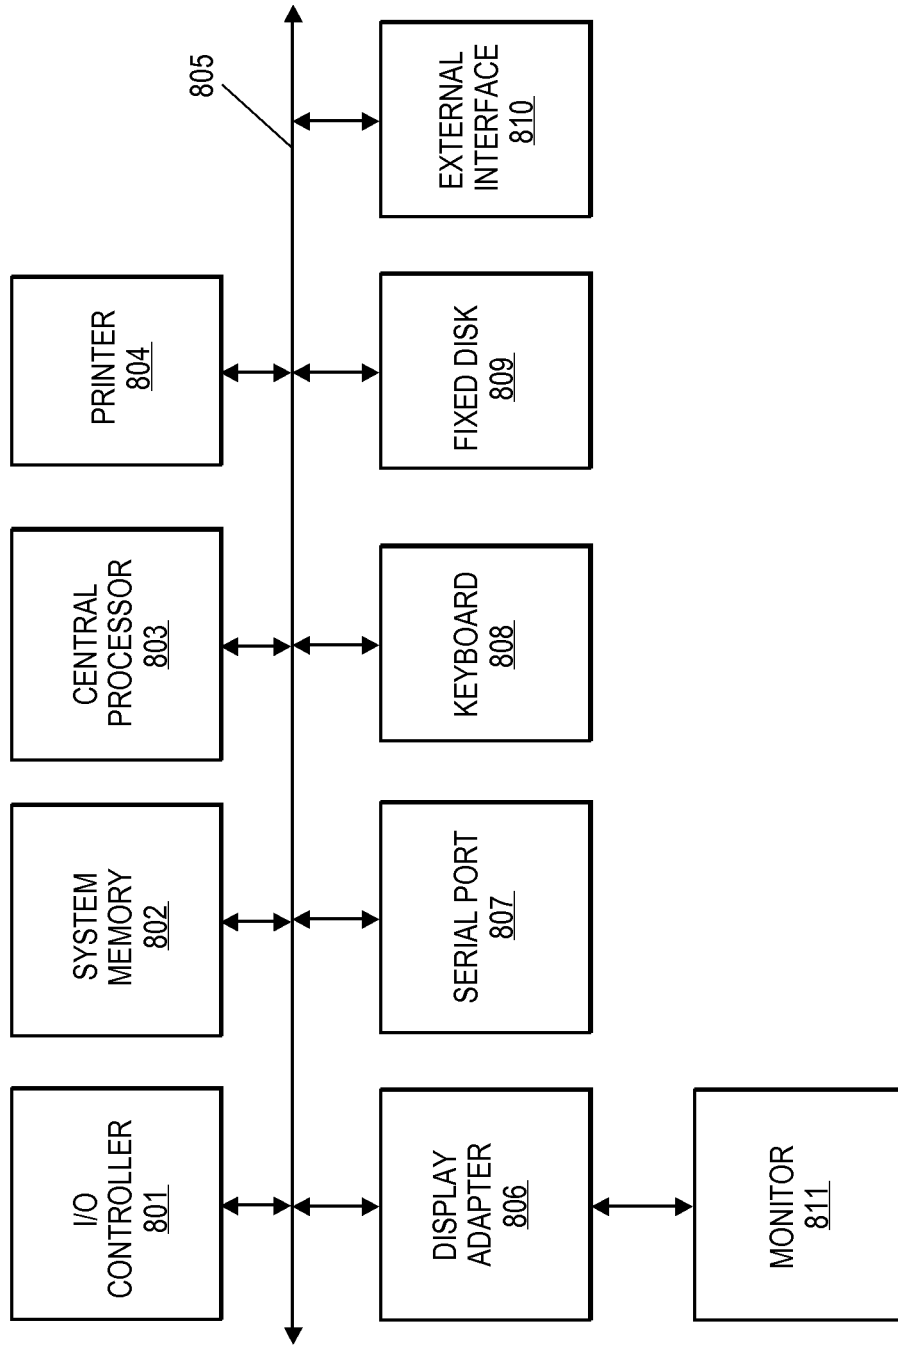 I/O
CONTROLLER
801
SYSTEM
MEMORY
802
CENTRAL
PROCESSOR
803
PRINTER
804
805
DISPLAY
ADAPTER
806
SERIAL PORT
807
KEYBOARD
808
FIXED DISK
809
EXTERNAL
INTERFACE
810
MONITOR
811